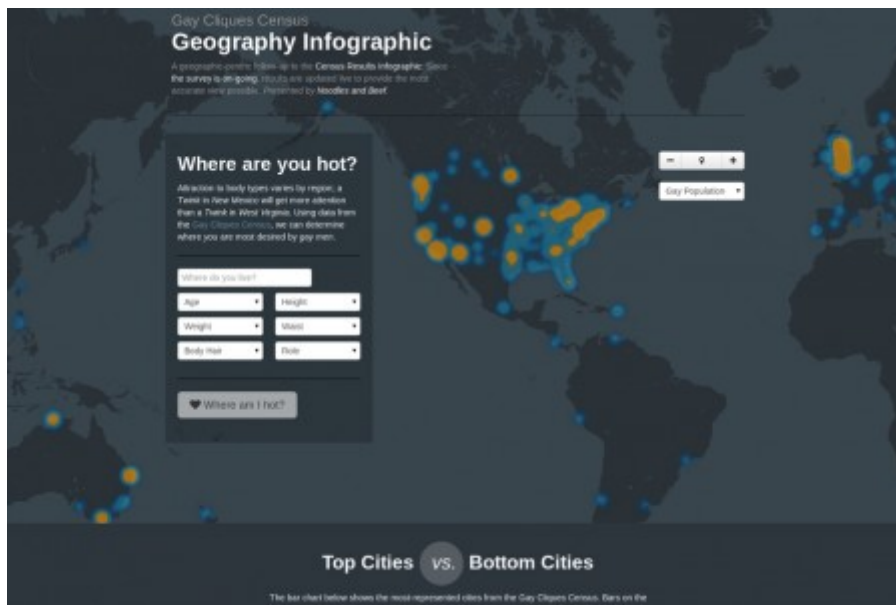 Gay Cliques Census
Geography Infographic
A geographic-centric follow-up to the Census Results Infographic. Since
the survey is on-going, results are updated live to provide the most
accurate view possible. Presented by Noodles and Beef
Where are you hot?
Attraction to body types varies by region, a
Twink in New Mexico will get more attention
than a Twink in West Virginia. Using data from
the Gay Cliques Census, we can determine
where you are most desired by gay men.
Where do you live?
Age Height
Weight Waist
Body Hair Role
Where am I hot?
Gay Population
Top Cities vs. Bottom Cities
The bar chart below shows the most represented cities from the Gay Cliques Census. Bars on the